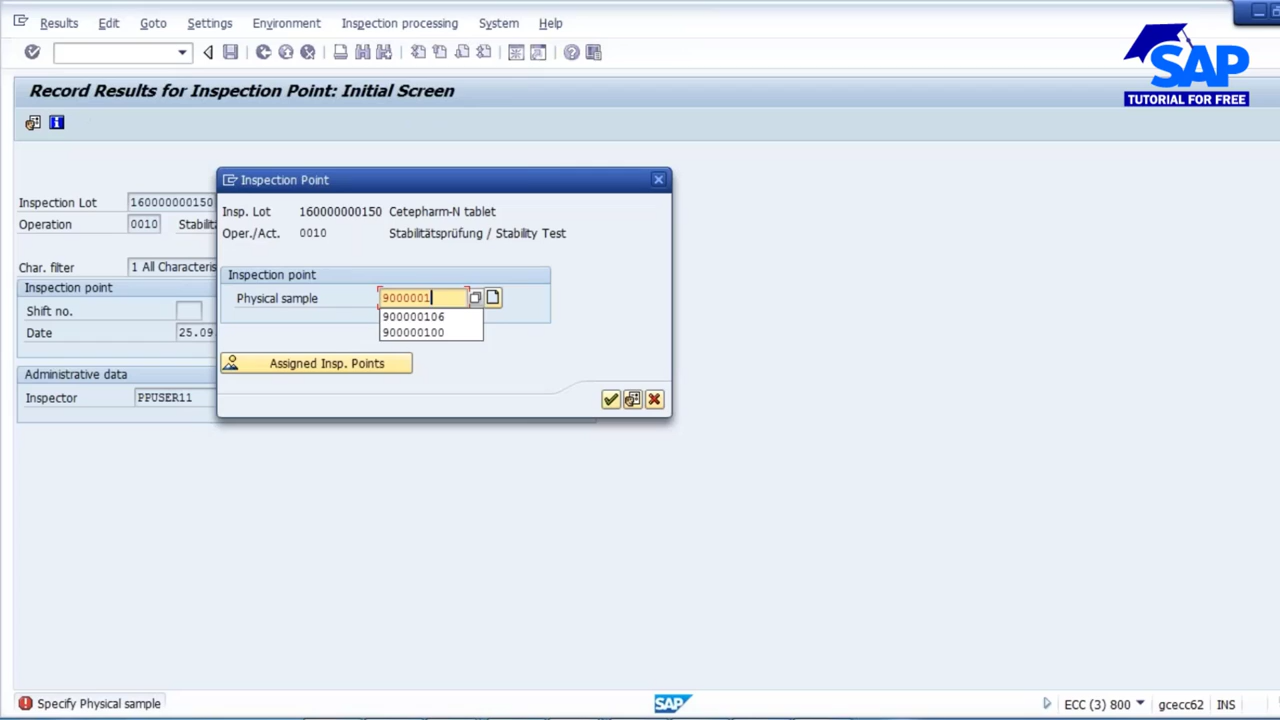 Results Edit Goto Settings Environment Inspection processing System Help
SAP
TUTORIAL FOR FREE
Record Results for Inspection Point: Initial Screen
Inspection Point
Inspection Lot 160000000150
Insp. Lot 160000000150 Cetepharm-N tablet
Operation 0010 Stabilit
Oper./Act. 0010 Stabilitätsprüfung / Stability Test
Char. filter 1 All Characteris
Inspection point
Inspection point
Physical sample 9000001
Shift no.
900000106
Date 25.09
900000100
Assigned Insp. Points
Administrative data
Inspector PPUSER11
Specify Physical sample
SAP
ECC (3) 800 gcecc62 INS